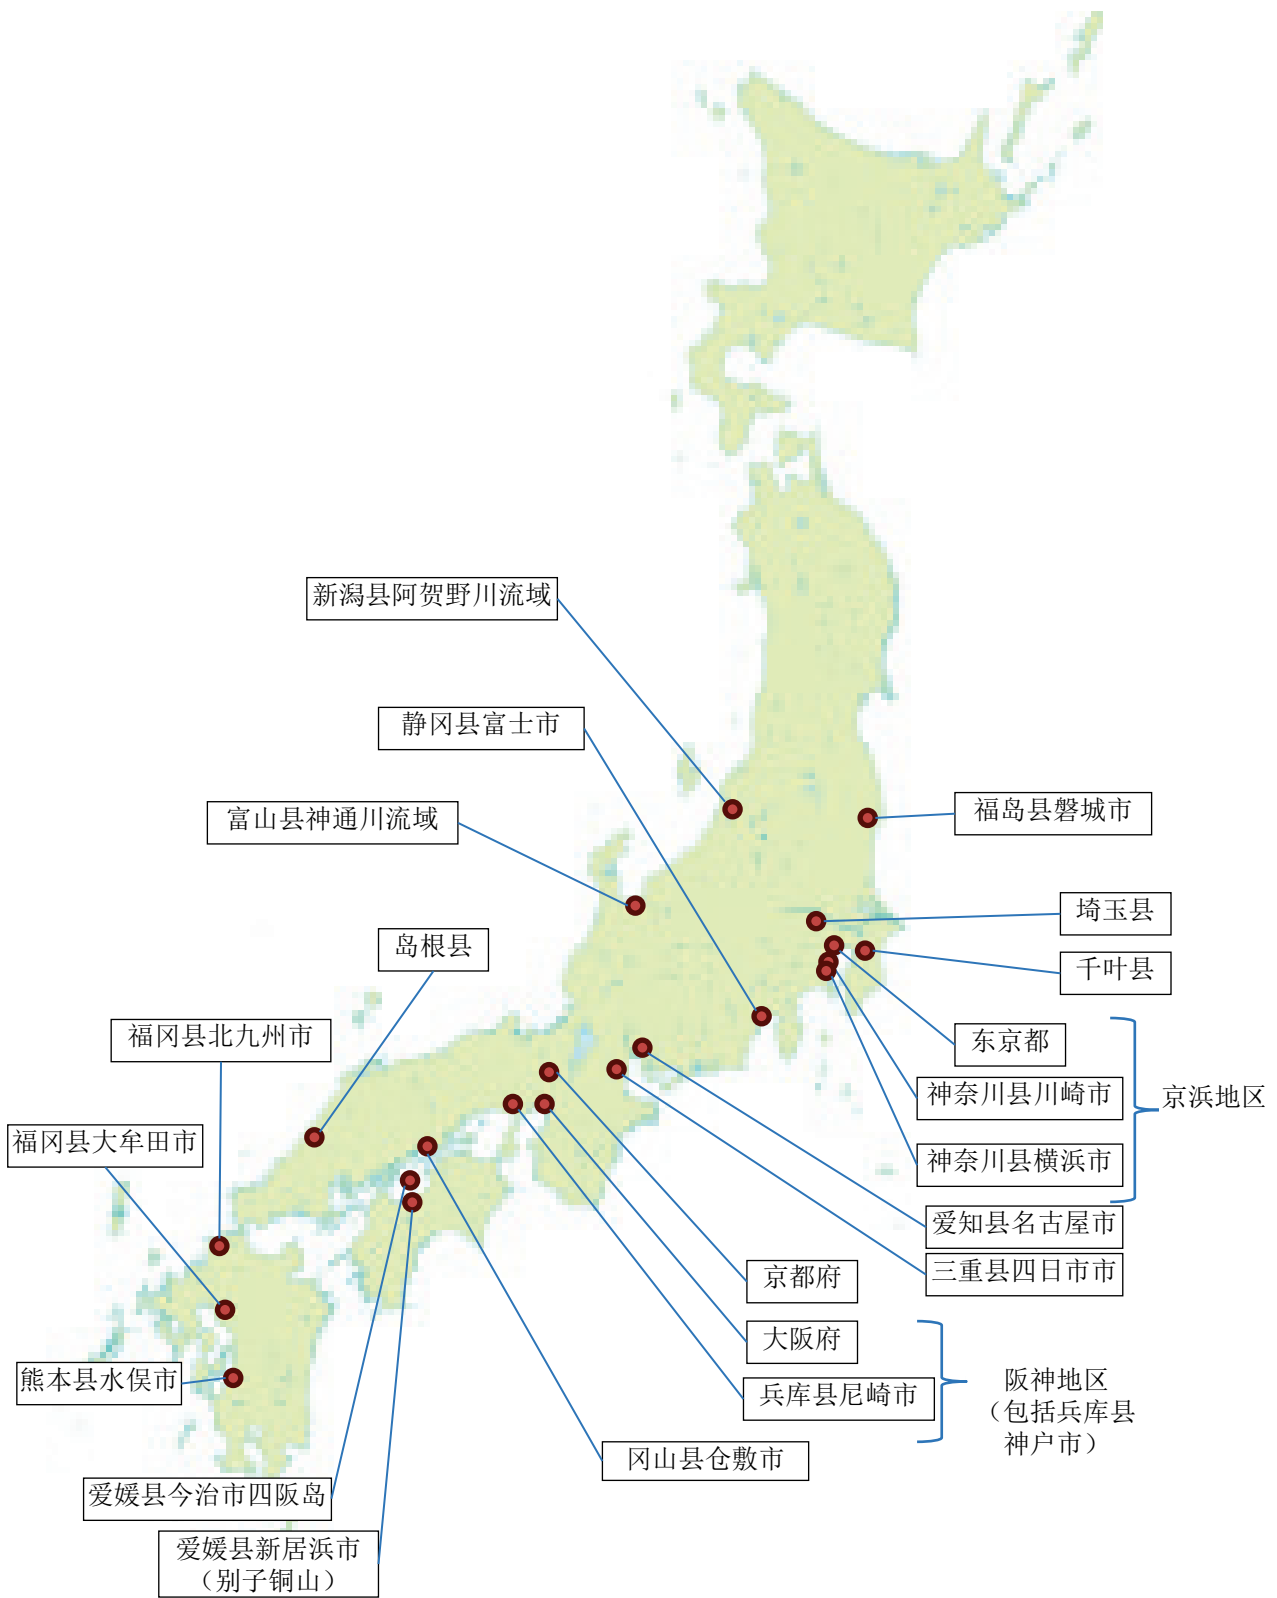 新潟县阿贺野川流域
静冈县富士市
富山县神通川流域
福岛县磐城市
埼玉县
岛根县
千叶县
福冈县北九州市
东京都
神奈川县川崎市
京浜地区
福冈县大牟田市
神奈川县横浜市
爱知县名古屋市
三重县四日市市
京都府
大阪府
熊本县水俣市
兵库县尼崎市
阪神地区
（包括兵库县
神户市）
冈山县仓敷市
爱媛县今治市四阪岛
爱媛县新居浜市
（别子铜山）